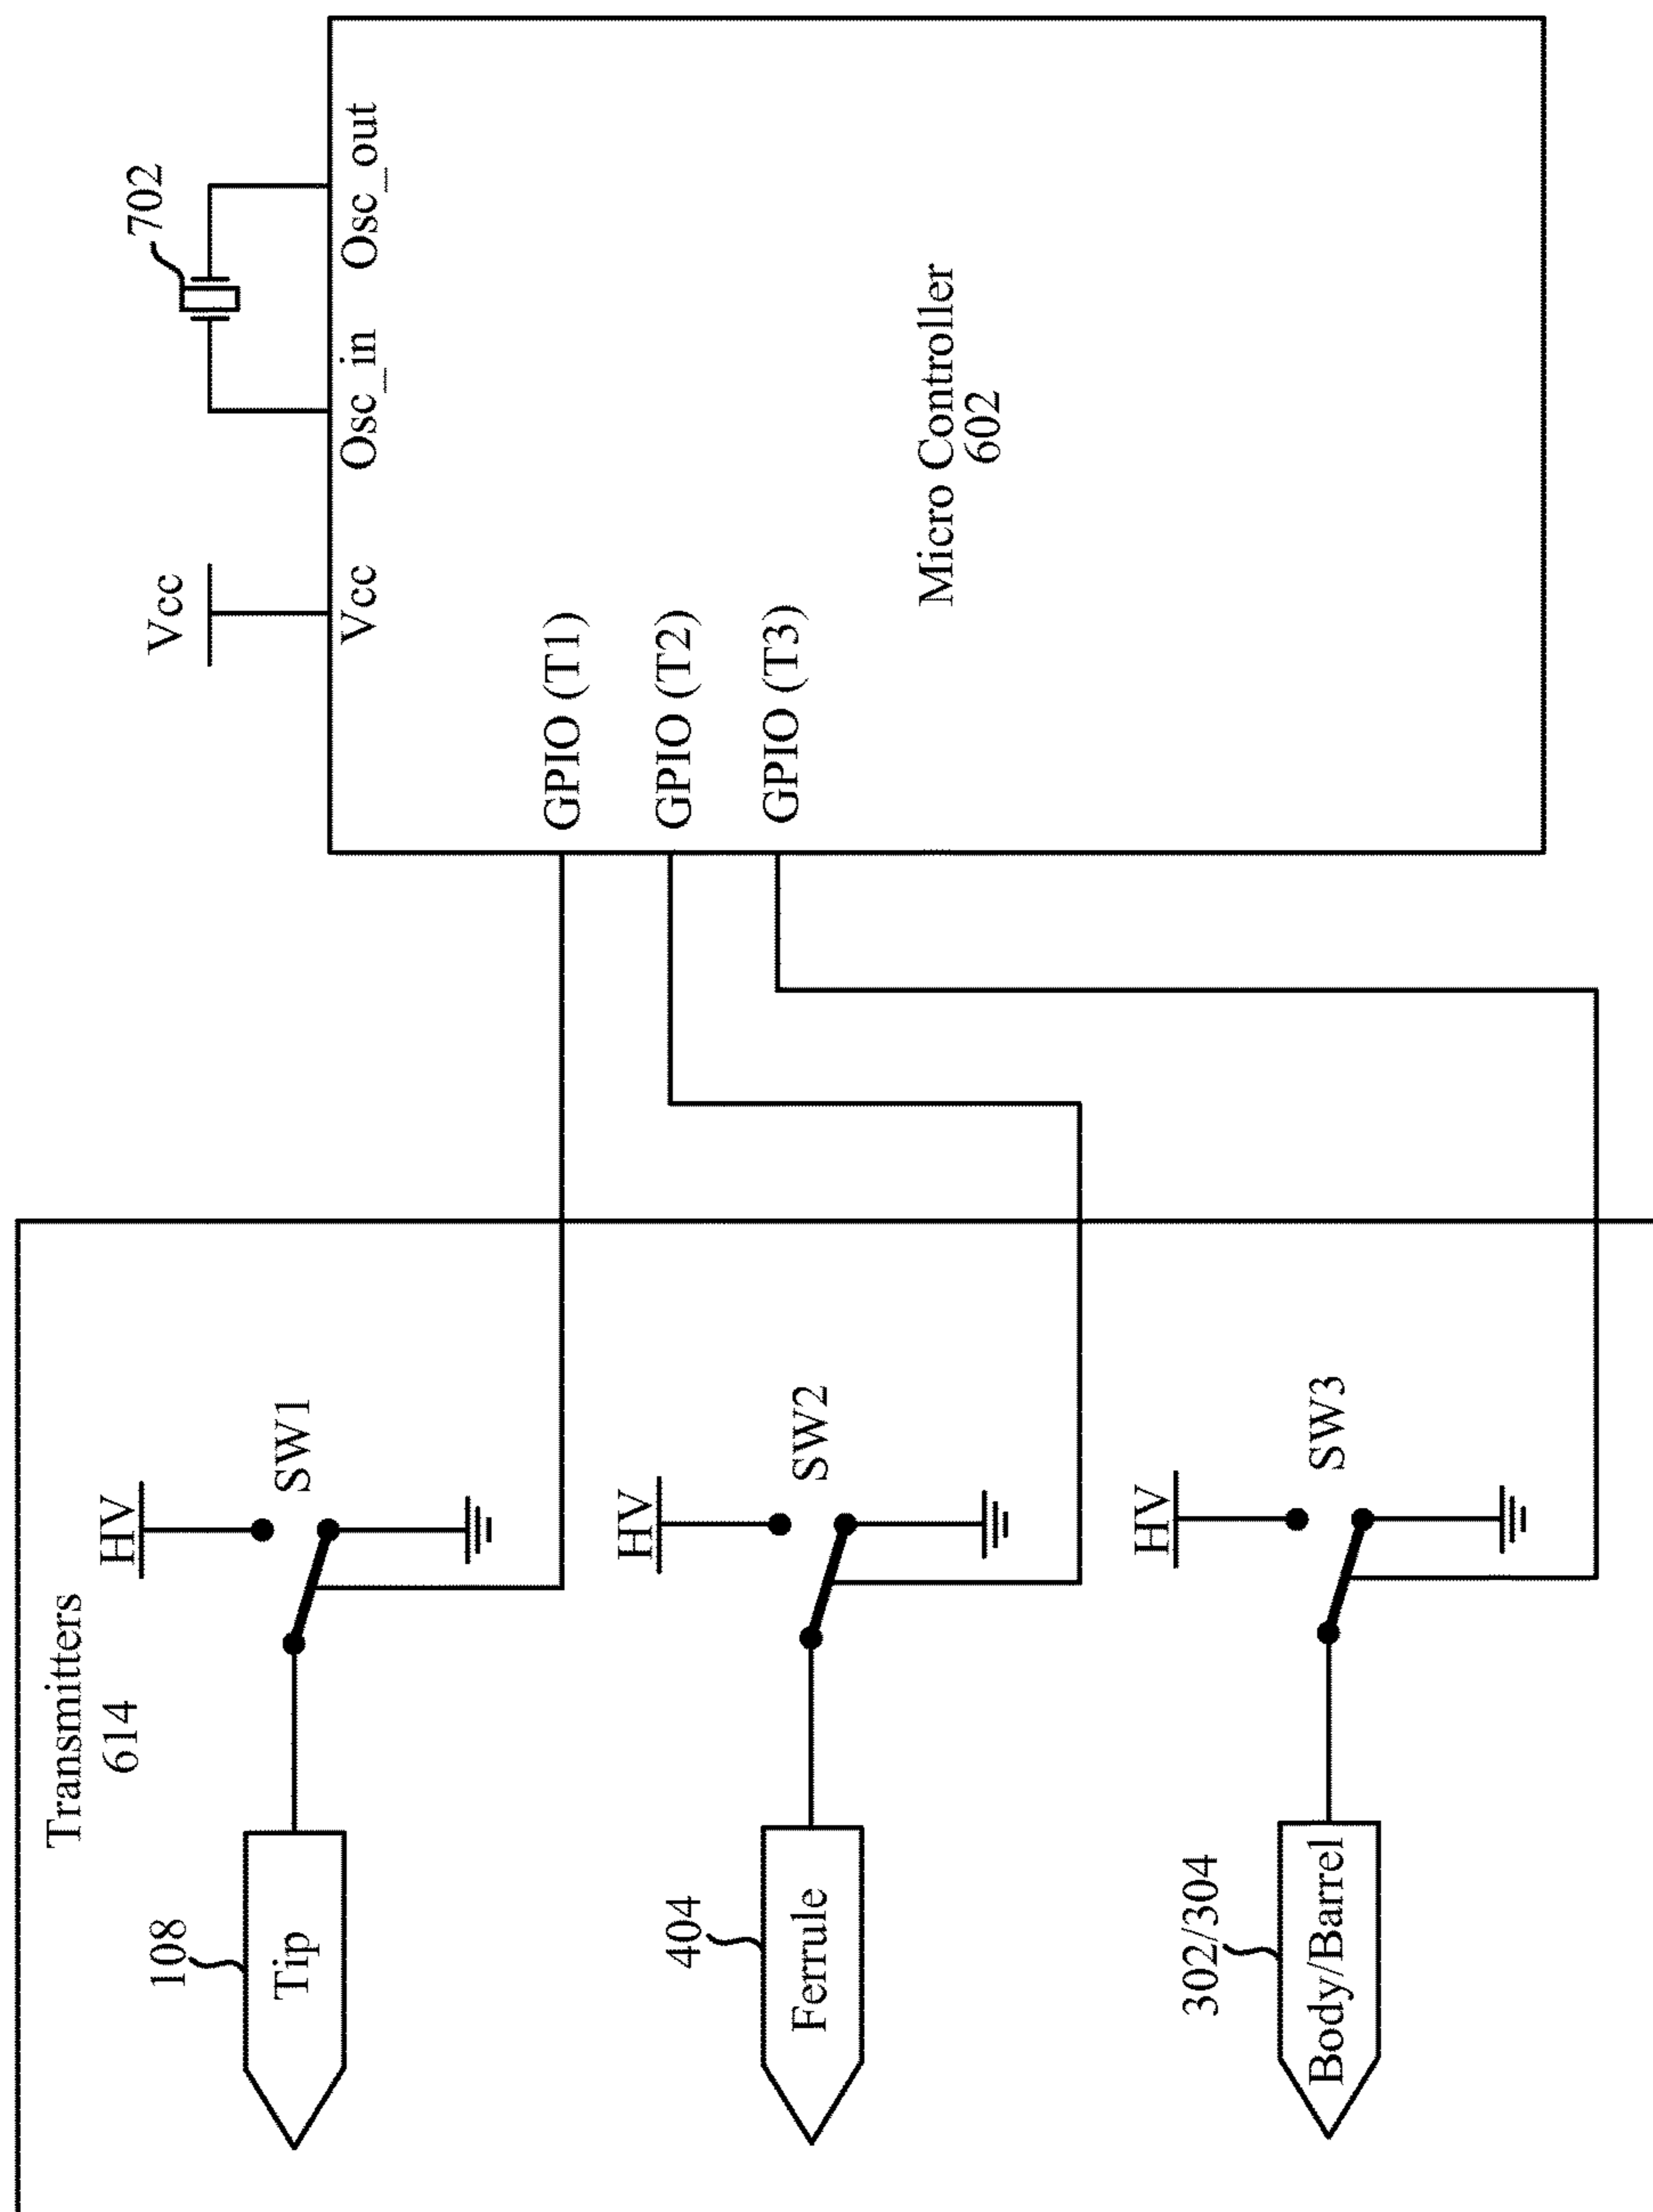 Transmitters
614
108
Tip
HV
SW1
404
Ferrule
HV
SW2
302/304
Body/Barrel
HV
SW3
Vcc
702
Vcc
Osc_in
Osc_out
GPIO (T1)
GPIO (T2)
GPIO (T3)
Micro Controller
602